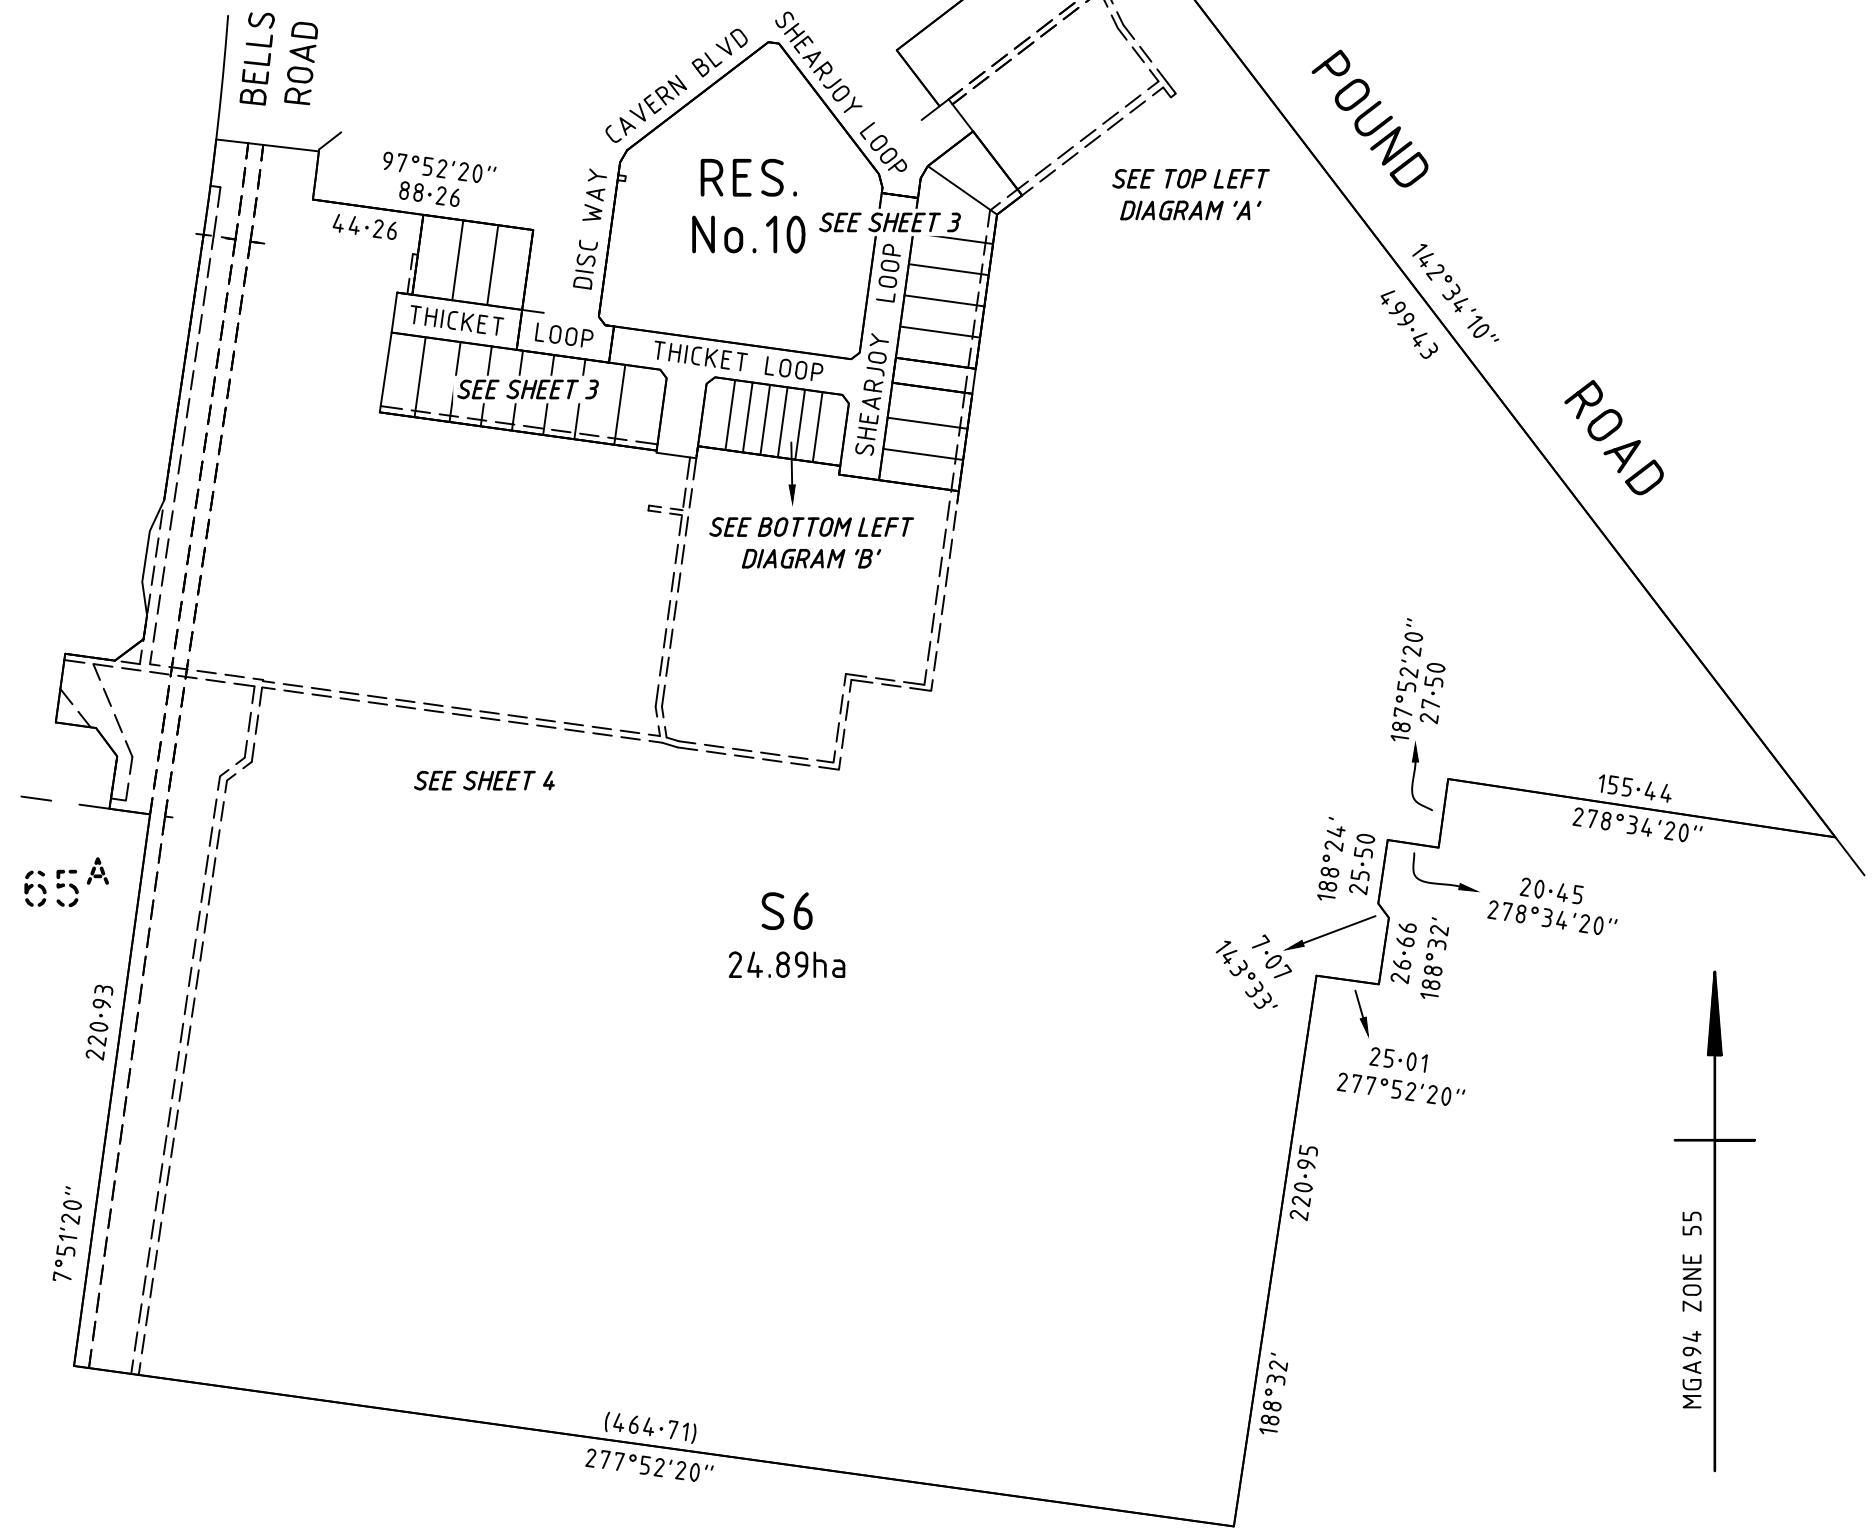 BELLS
ROAD
CAVERN BLVD
SHEARJOY LOOP
POUND
ROAD
97°52'20"
88·26
44·26
DISC WAY
RES.
No.10
SEE SHEET 3
SEE TOP LEFT
DIAGRAM 'A'
142°34'10"
499·43
THICKET LOOP
THICKET LOOP
SHEARJOY LOOP
SEE SHEET 3
SEE BOTTOM LEFT
DIAGRAM 'B'
187°52'20"
27·50
SEE SHEET 4
155·44
278°34'20"
188°24'
25·50
65A
20·45
278°34'20"
S6
24.89ha
7·07
143°33'
26·66
188°32'
25·01
277°52'20"
220·93
7°51'20"
220·95
188°32'
MGA94 ZONE 55
(464·71)
277°52'20"